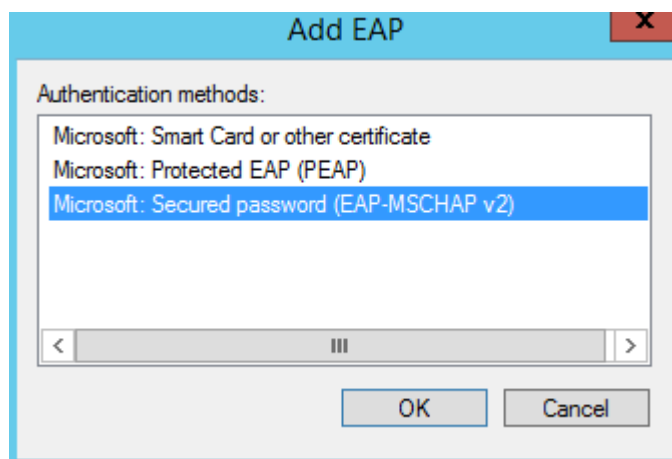 Add EAP
x
Authentication methods:
Microsoft: Smart Card or other certificate
Microsoft: Protected EAP (PEAP)
Microsoft: Secured password (EAP-MSCHAP v2)
OK Cancel